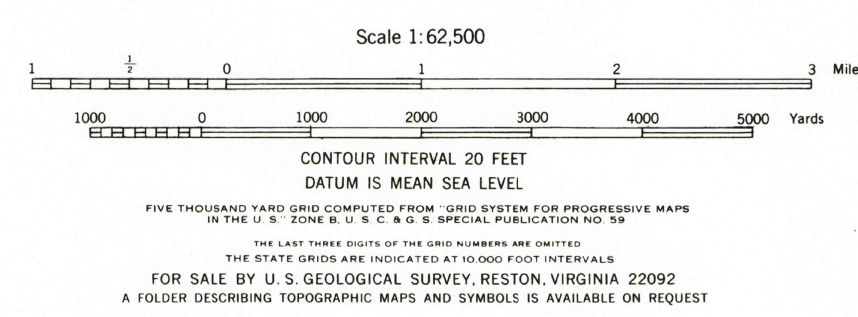 Scale 1:62,500
1 ½ 0 1 2 3 Mile
1000 0 1000 2000 3000 4000 5000 Yards
CONTOUR INTERVAL 20 FEET
DATUM IS MEAN SEA LEVEL
FIVE THOUSAND YARD GRID COMPUTED FROM "GRID SYSTEM FOR PROGRESSIVE MAPS
IN THE U. S." ZONE B, U. S. C. & G. S. SPECIAL PUBLICATION NO. 59
THE LAST THREE DIGITS OF THE GRID NUMBERS ARE OMITTED
THE STATE GRIDS ARE INDICATED AT 10,000 FOOT INTERVALS
FOR SALE BY U. S. GEOLOGICAL SURVEY, RESTON, VIRGINIA 22092
A FOLDER DESCRIBING TOPOGRAPHIC MAPS AND SYMBOLS IS AVAILABLE ON REQUEST